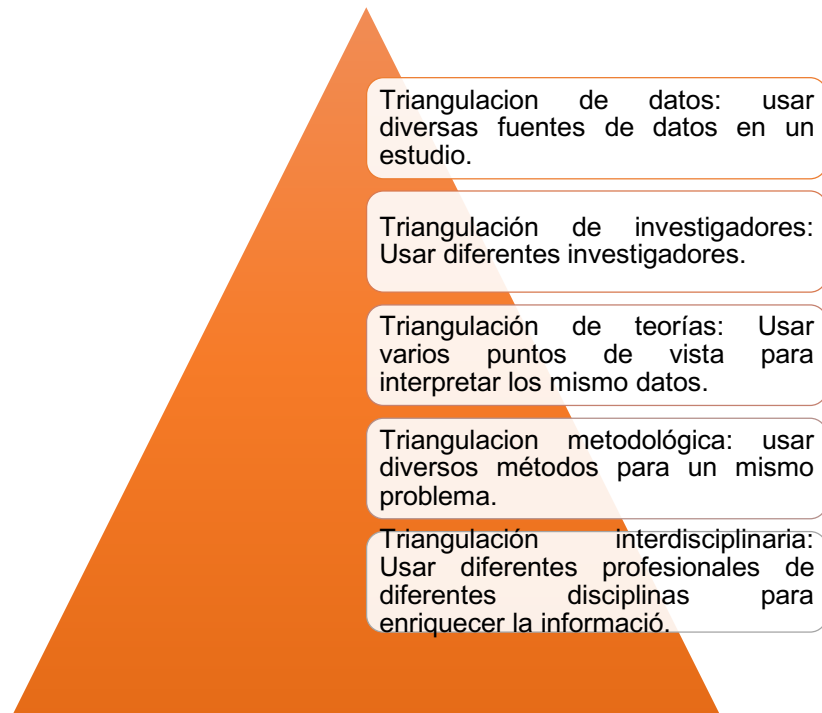 Triangulacion de datos: usar
diversas fuentes de datos en un
estudio.
Triangulación de investigadores:
Usar diferentes investigadores.
Triangulación de teorías: Usar
varios puntos de vista para
interpretar los mismo datos.
Triangulacion metodológica: usar
diversos métodos para un mismo
problema.
Triangulación interdisciplinaria:
Usar diferentes profesionales de
diferentes disciplinas para
enriquecer la informació.